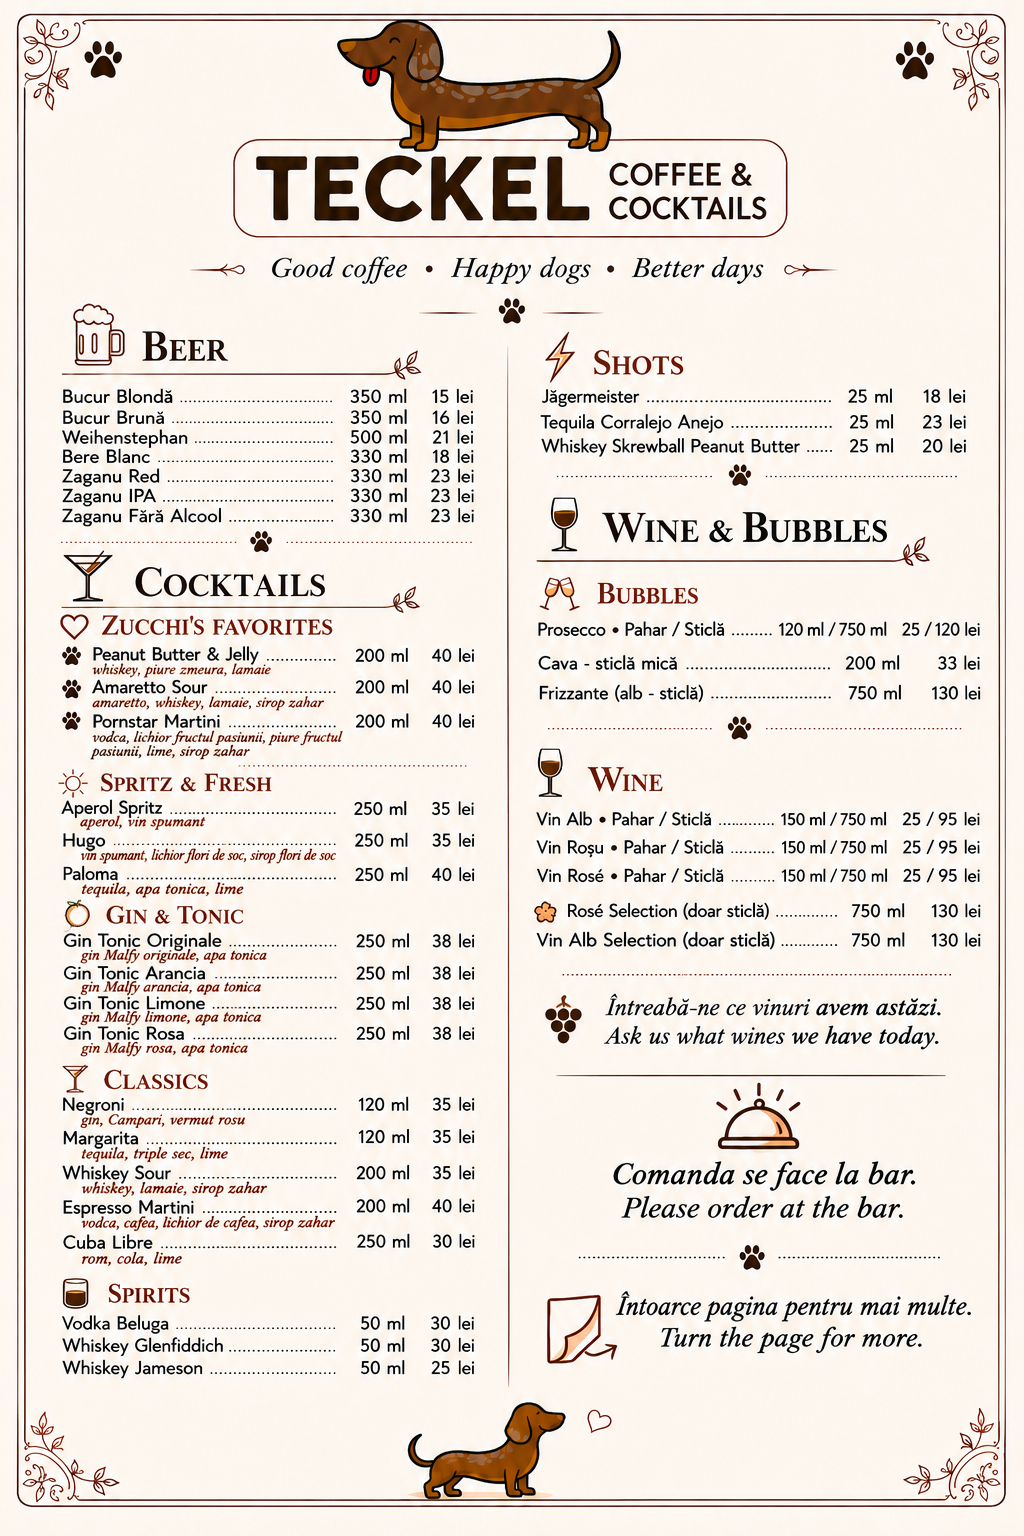 TECKEL COFFEE & COCKTAILS
Good coffee • Happy dogs • Better days
BEER
Bucur Blondă 350 ml 15 lei
Bucur Brună 350 ml 16 lei
Weihenstephan 500 ml 21 lei
Bere Blanc 330 ml 18 lei
Zaganu Red 330 ml 23 lei
Zaganu IPA 330 ml 23 lei
Zaganu Fără Alcool 330 ml 23 lei
COCKTAILS
ZUCCHI'S FAVORITES
Peanut Butter & Jelly 200 ml 40 lei
whiskey, piure zmeura, lamaie
Amaretto Sour 200 ml 40 lei
amaretto, whiskey, lamaie, sirop zahar
Pornstar Martini 200 ml 40 lei
vodca, lichior fructul pasiunii, piure fructul
pasiunii, lime, sirop zahar
SPRITZ & FRESH
Aperol Spritz 250 ml 35 lei
aperol, vin spumant
Hugo 250 ml 35 lei
vin spumant, lichior flori de soc, sirop flori de soc
Paloma 250 ml 40 lei
tequila, apa tonica, lime
GIN & TONIC
Gin Tonic Originale 250 ml 38 lei
gin Malfy originale, apa tonica
Gin Tonic Arancia 250 ml 38 lei
gin Malfy arancia, apa tonica
Gin Tonic Limone 250 ml 38 lei
gin Malfy limone, apa tonica
Gin Tonic Rosa 250 ml 38 lei
gin Malfy rosa, apa tonica
CLASSICS
Negroni 120 ml 35 lei
gin, Campari, vermut rosu
Margarita 120 ml 35 lei
tequila, triple sec, lime
Whiskey Sour 200 ml 35 lei
whiskey, lamaie, sirop zahar
Espresso Martini 200 ml 40 lei
vodca, cafea, lichior de cafea, sirop zahar
Cuba Libre 250 ml 30 lei
rom, cola, lime
SPIRITS
Vodka Beluga 50 ml 30 lei
Whiskey Glenfiddich 50 ml 30 lei
Whiskey Jameson 50 ml 25 lei
SHOTS
Jägermeister 25 ml 18 lei
Tequila Corralejo Anejo 25 ml 23 lei
Whiskey Skrewball Peanut Butter 25 ml 20 lei
WINE & BUBBLES
BUBBLES
Prosecco • Pahar / Sticlă 120 ml / 750 ml 25 / 120 lei
Cava - sticlă mică 200 ml 33 lei
Frizzante (alb - sticlă) 750 ml 130 lei
WINE
Vin Alb • Pahar / Sticlă 150 ml / 750 ml 25 / 95 lei
Vin Roșu • Pahar / Sticlă 150 ml / 750 ml 25 / 95 lei
Vin Rosé • Pahar / Sticlă 150 ml / 750 ml 25 / 95 lei
Rosé Selection (doar sticlă) 750 ml 130 lei
Vin Alb Selection (doar sticlă) 750 ml 130 lei
Întreabă-ne ce vinuri avem astăzi.
Ask us what wines we have today.
Comanda se face la bar.
Please order at the bar.
Întoarce pagina pentru mai multe.
Turn the page for more.